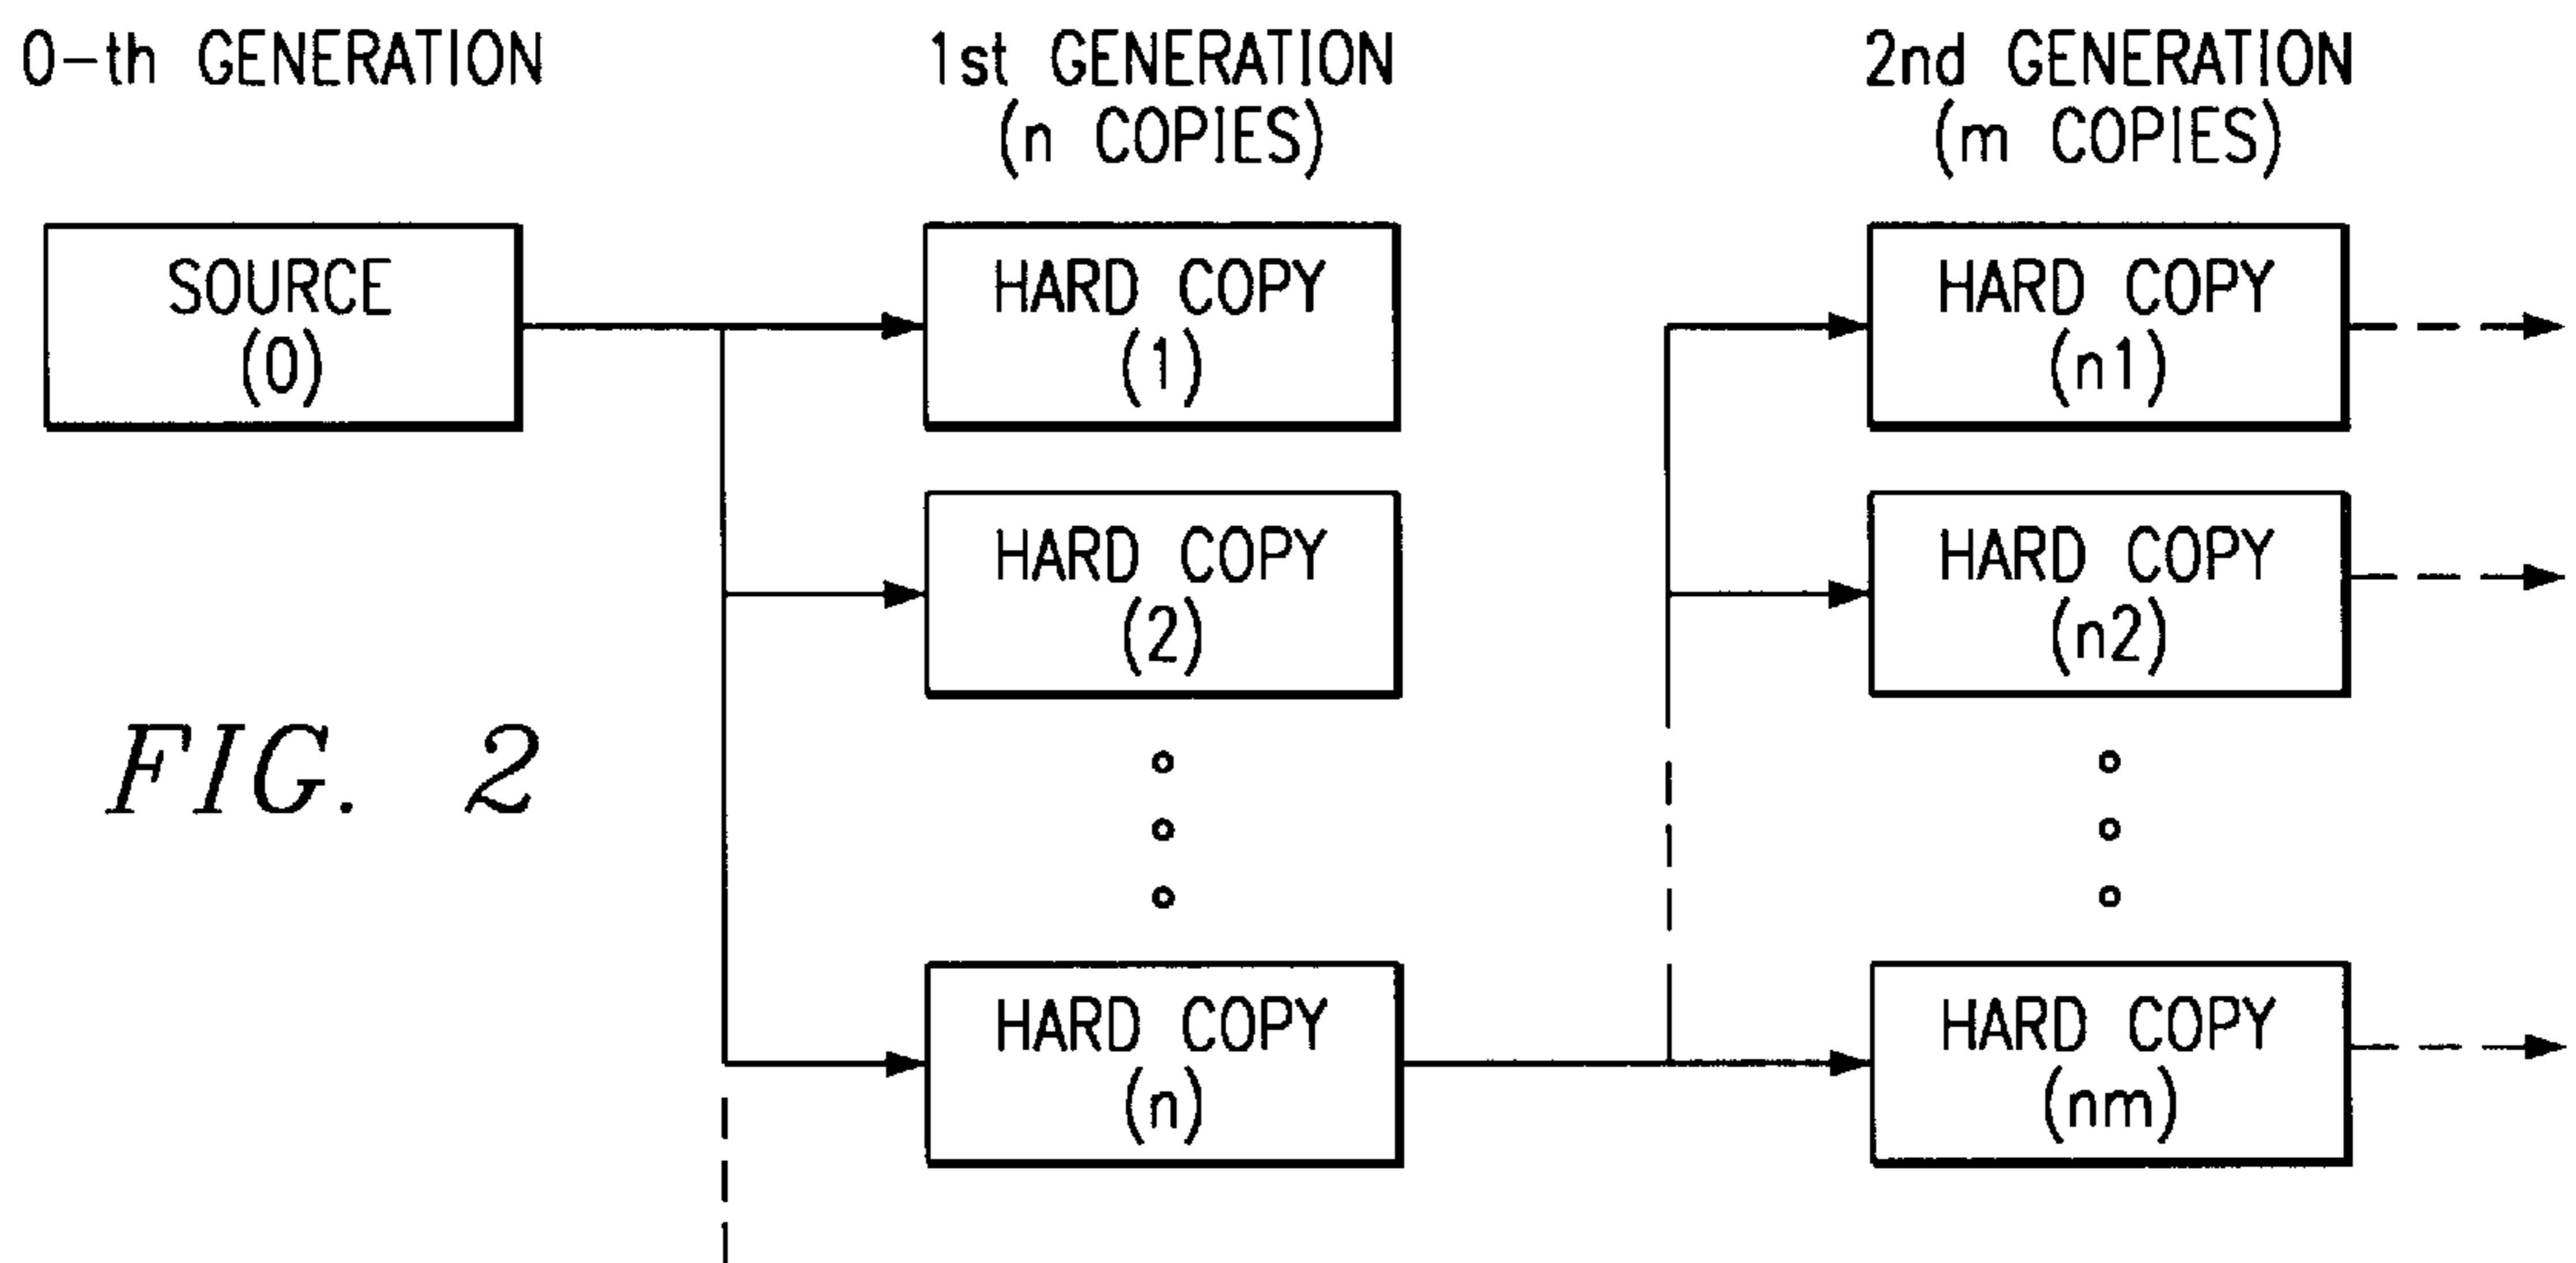 0-th GENERATION
1st GENERATION
(n COPIES)
2nd GENERATION
(m COPIES)
SOURCE
(0)
HARD COPY
(1)
HARD COPY
(n1)
HARD COPY
(2)
HARD COPY
(n2)
FIG. 2
HARD COPY
(n)
HARD COPY
(nm)